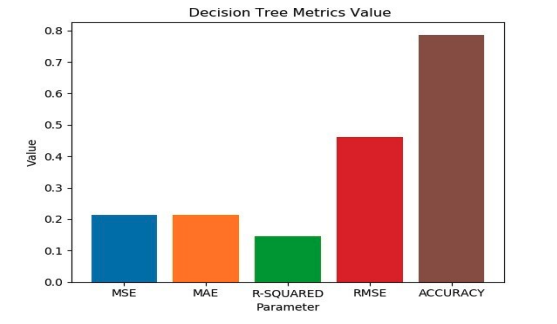 Decision Tree Metrics Value
0.8
0.7
0.6
0.5
0.4
0.3
0.2
0.1
0.0
Value
MSE MAE R-SQUARED RMSE ACCURACY
Parameter